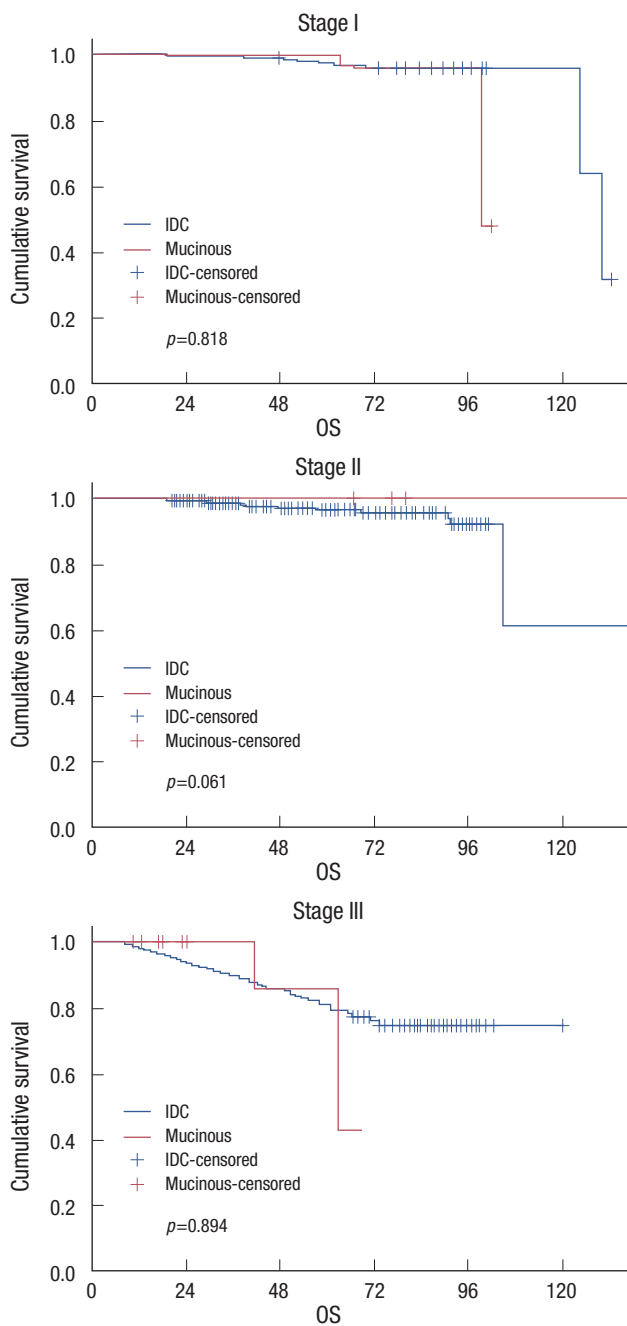 Stage I
Cumulative survival
1.0
0.8
0.6
0.4
0.2
0.0
IDC
Mucinous
IDC-censored
Mucinous-censored
p=0.818
0 24 48 72 96 120
OS
Stage II
Cumulative survival
1.0
0.8
0.6
0.4
0.2
0.0
IDC
Mucinous
IDC-censored
Mucinous-censored
p=0.061
0 24 48 72 96 120
OS
Stage III
Cumulative survival
1.0
0.8
0.6
0.4
0.2
0.0
IDC
Mucinous
IDC-censored
Mucinous-censored
p=0.894
0 24 48 72 96 120
OS